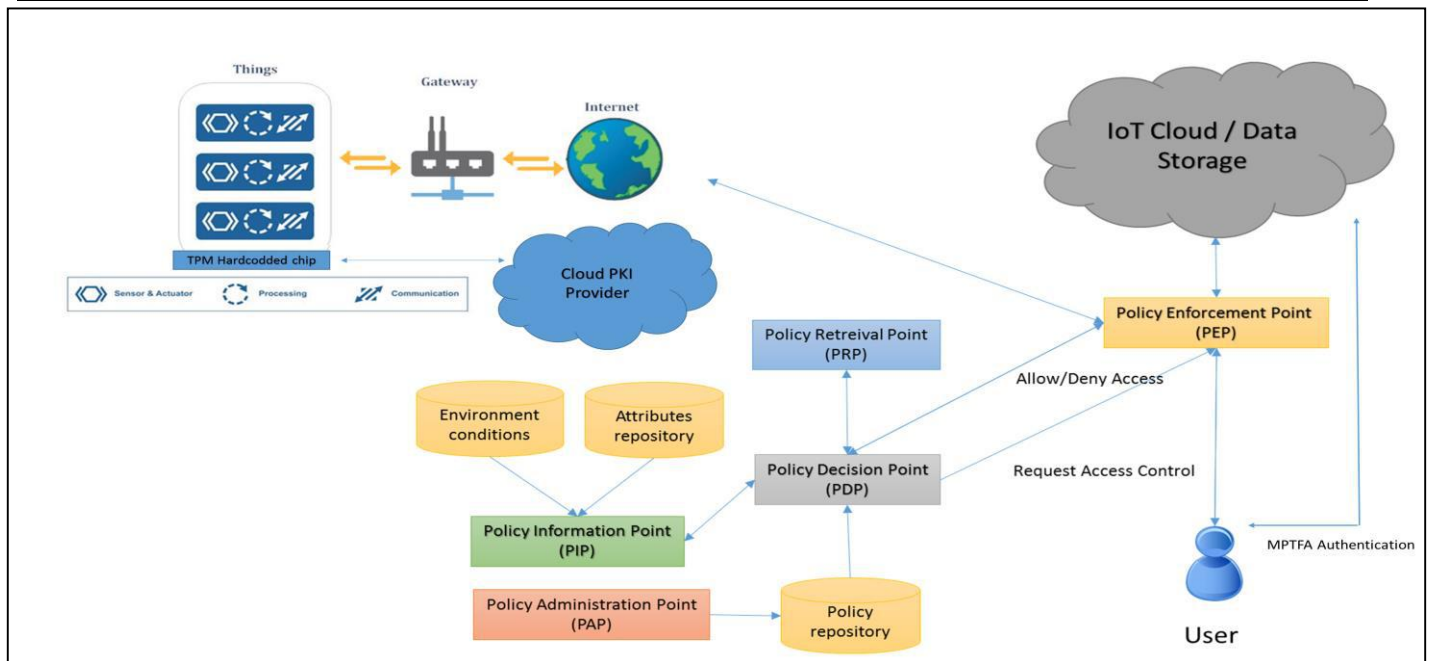 Things
Gateway
Internet
IoT Cloud / Data
Storage
TPM Hardcodded chip
Sensor & Actuator
Processing
Communication
Cloud PKI
Provider
Policy Enforcement Point
(PEP)
Policy Retreival Point
(PRP)
Allow/Deny Access
Environment
conditions
Attributes
repository
Policy Decision Point
(PDP)
Request Access Control
Policy Information Point
(PIP)
MPTFA Authentication
Policy Administration Point
(PAP)
Policy
repository
User